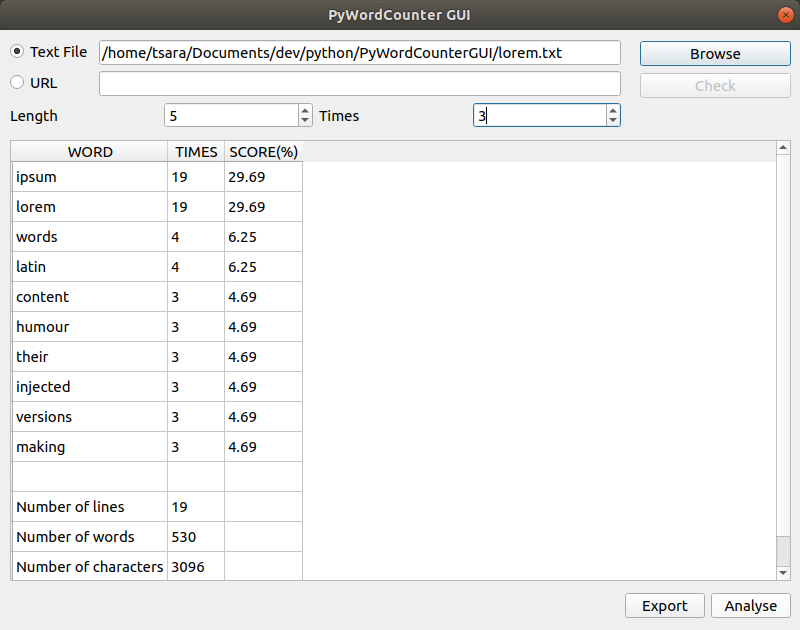 PyWordCounter GUI
Text File /home/tsara/Documents/dev/python/PyWordCounterGUI/lorem.txt Browse
URL Check
Length 5 Times 3
WORD TIMES SCORE(%)
ipsum 19 29.69
lorem 19 29.69
words 4 6.25
latin 4 6.25
content 3 4.69
humour 3 4.69
their 3 4.69
injected 3 4.69
versions 3 4.69
making 3 4.69
Number of lines 19
Number of words 530
Number of characters 3096
Export Analyse